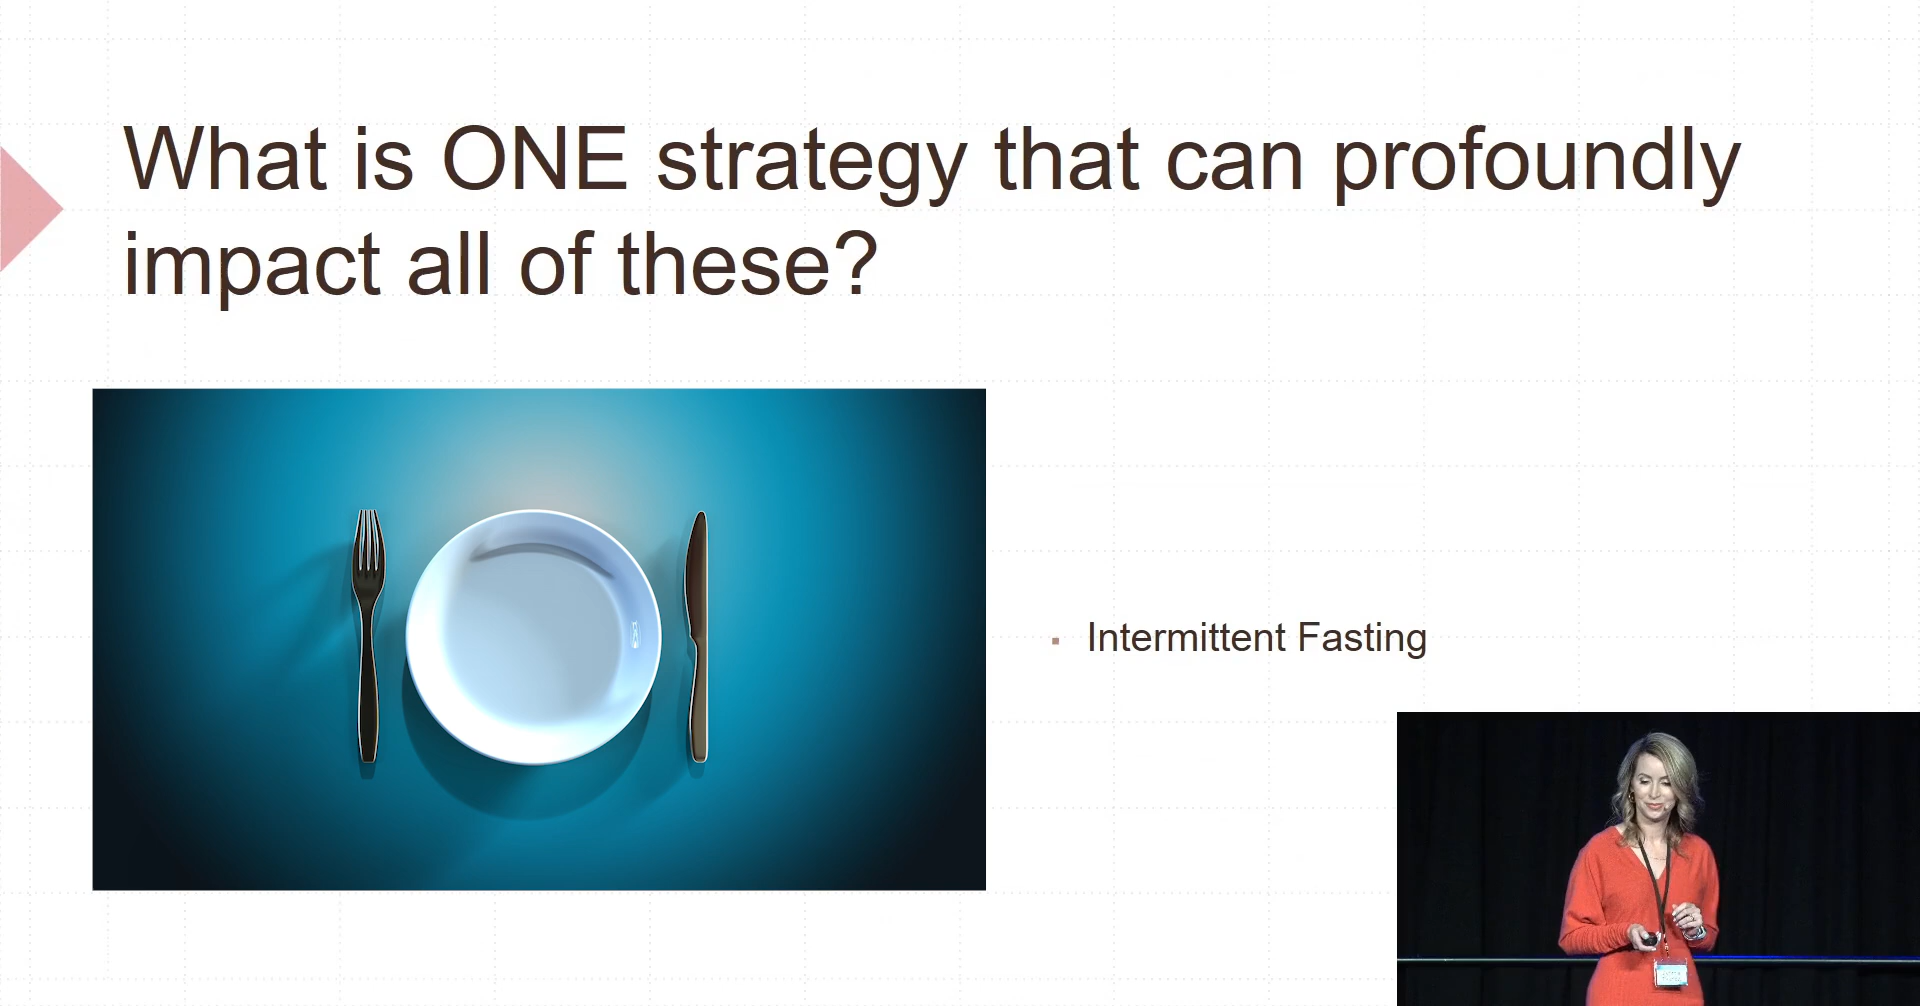 What is ONE strategy that can profoundly
impact all of these?
Intermittent Fasting